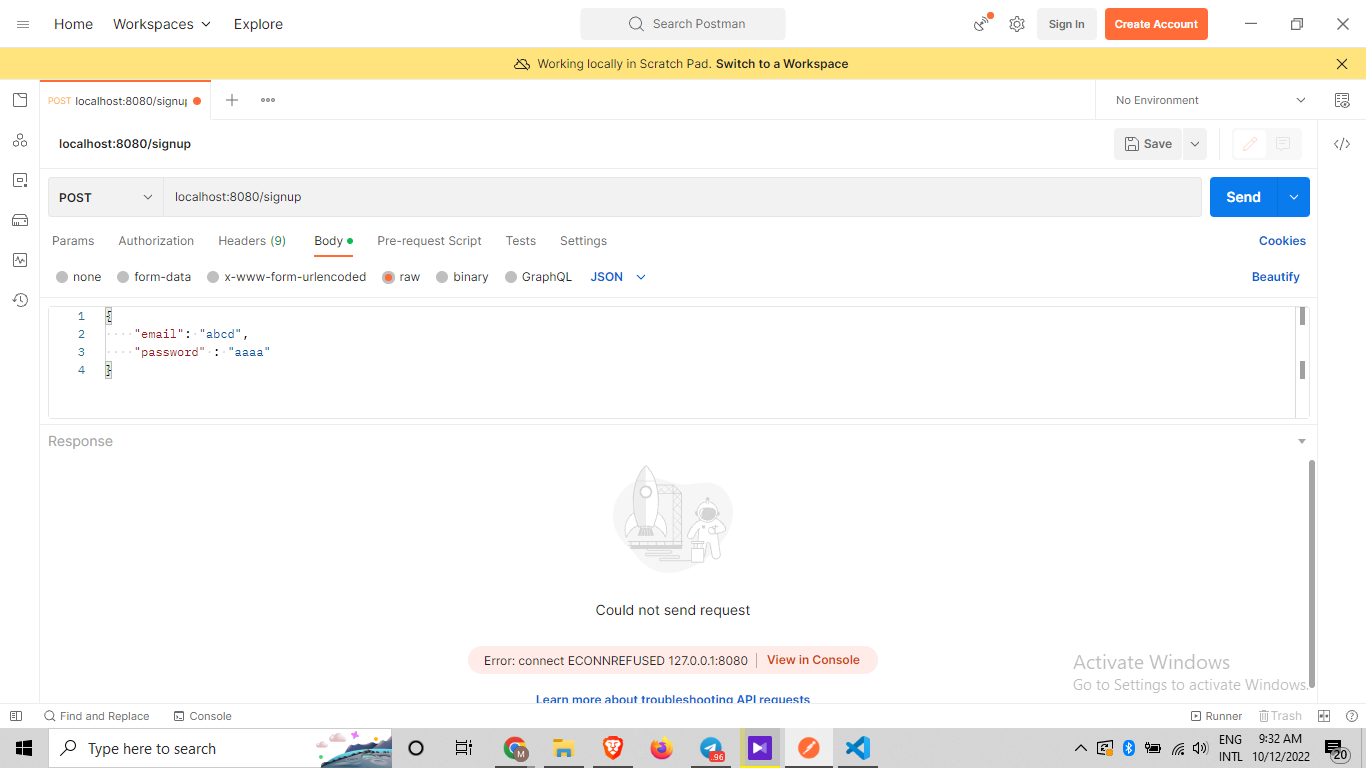 Home Workspaces Explore Search Postman Sign In Create Account
Working locally in Scratch Pad. Switch to a Workspace
POST localhost:8080/signup No Environment
localhost:8080/signup Save
POST localhost:8080/signup Send
Params Authorization Headers (9) Body Pre-request Script Tests Settings Cookies
none form-data x-www-form-urlencoded raw binary GraphQL JSON Beautify
1 {
2 "email": "abcd",
3 "password" : "aaaa"
4 }
Response
Could not send request
Error: connect ECONNREFUSED 127.0.0.1:8080 View in Console
Learn more about troubleshooting API requests
Activate Windows
Go to Settings to activate Windows.
Find and Replace Console Runner Trash
Type here to search M 96 ENG 9:32 AM
INTL 10/12/2022 20